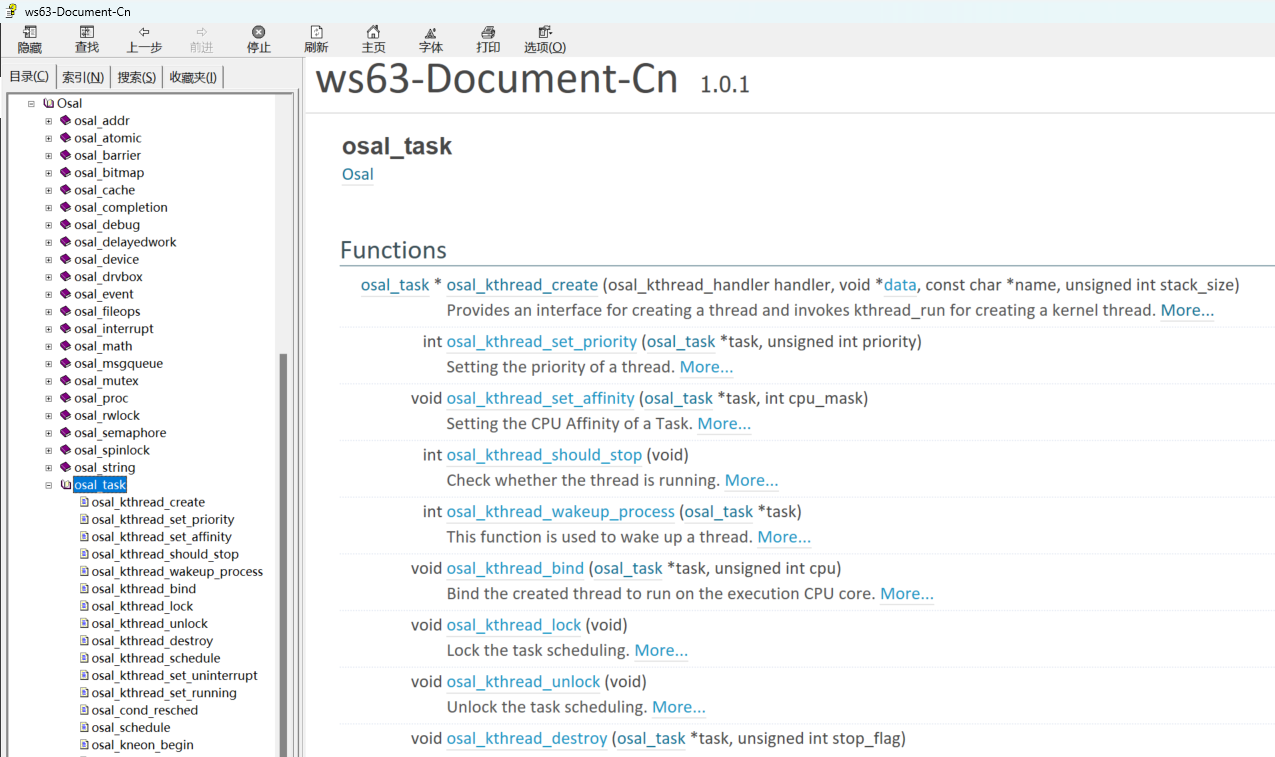 ws63-Document-Cn
隐藏 查找 上一步 前进 停止 刷新 主页 字体 打印 选项(O)
目录(C) 索引(N) 搜索(S) 收藏夹(I)
Osal
osal_addr
osal_atomic
osal_barrier
osal_bitmap
osal_cache
osal_completion
osal_debug
osal_delayedwork
osal_device
osal_drvbox
osal_event
osal_fileops
osal_interrupt
osal_math
osal_msgqueue
osal_mutex
osal_proc
osal_rwlock
osal_semaphore
osal_spinlock
osal_string
osal_task
osal_kthread_create
osal_kthread_set_priority
osal_kthread_set_affinity
osal_kthread_should_stop
osal_kthread_wakeup_process
osal_kthread_bind
osal_kthread_lock
osal_kthread_unlock
osal_kthread_destroy
osal_kthread_schedule
osal_kthread_set_uninterrupt
osal_kthread_set_running
osal_cond_resched
osal_schedule
osal_kneon_begin
ws63-Document-Cn 1.0.1
osal_task
Osal
Functions
osal_task * osal_kthread_create (osal_kthread_handler handler, void *data, const char *name, unsigned int stack_size)
Provides an interface for creating a thread and invokes kthread_run for creating a kernel thread. More...
int osal_kthread_set_priority (osal_task *task, unsigned int priority)
Setting the priority of a thread. More...
void osal_kthread_set_affinity (osal_task *task, int cpu_mask)
Setting the CPU Affinity of a Task. More...
int osal_kthread_should_stop (void)
Check whether the thread is running. More...
int osal_kthread_wakeup_process (osal_task *task)
This function is used to wake up a thread. More...
void osal_kthread_bind (osal_task *task, unsigned int cpu)
Bind the created thread to run on the execution CPU core. More...
void osal_kthread_lock (void)
Lock the task scheduling. More...
void osal_kthread_unlock (void)
Unlock the task scheduling. More...
void osal_kthread_destroy (osal_task *task, unsigned int stop_flag)